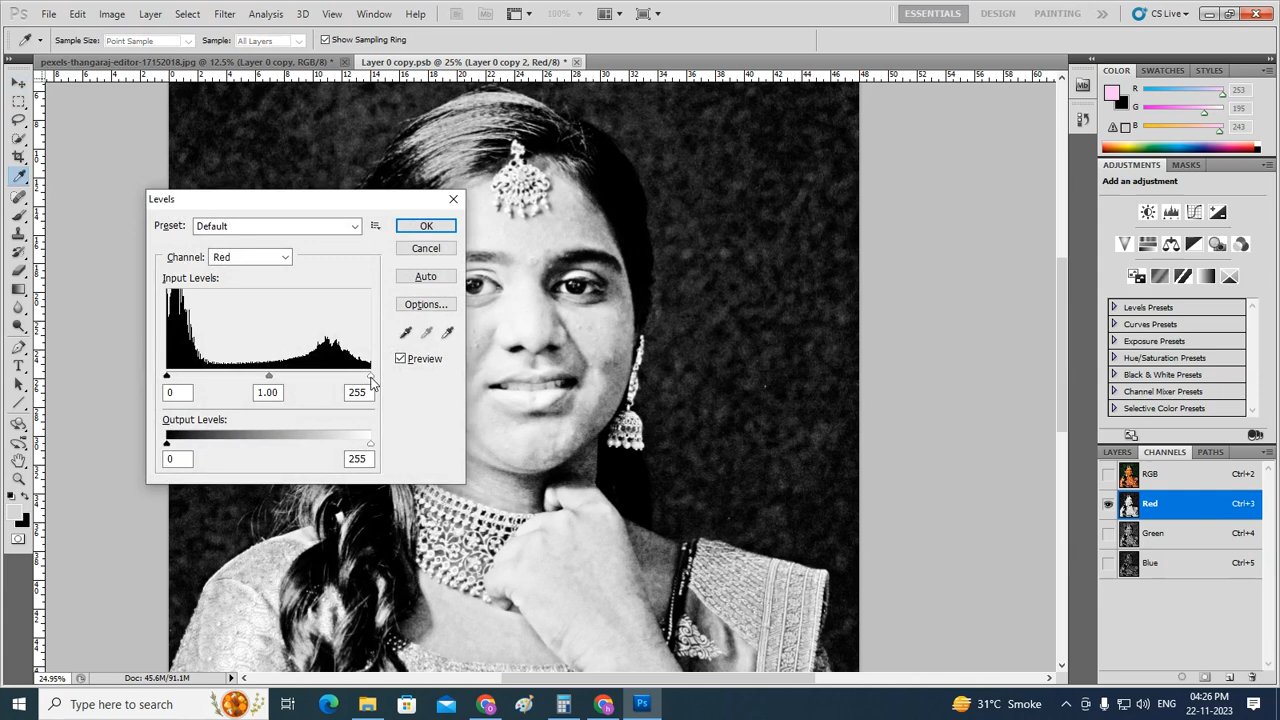 Ps File Edit Image Layer Select Filter Analysis 3D View Window Help Br Mb 100% ESSENTIALS DESIGN PAINTING CS Live
Sample Size: Point Sample Sample: All Layers Show Sampling Ring
pexels-thangaraj-editor-17152018.jpg @ 12.5% (Layer 0 copy, RGB/8) * Layer 0 copy.psb @ 25% (Layer 0 copy 2, Red/8) *
COLOR SWATCHES STYLES
R 253
G 195
B 243
ADJUSTMENTS MASKS
Add an adjustment
Levels Presets
Curves Presets
Exposure Presets
Hue/Saturation Presets
Black & White Presets
Channel Mixer Presets
Selective Color Presets
LAYERS CHANNELS PATHS
RGB Ctrl+2
Red Ctrl+3
Green Ctrl+4
Blue Ctrl+5
Levels
Preset: Default OK
Cancel
Channel: Red
Auto
Input Levels:
Options...
Preview
0 1.00 255
Output Levels:
0 255
24.95% Doc: 45.6M/91.1M
Type here to search 31°C Smoke ENG 04:26 PM
22-11-2023